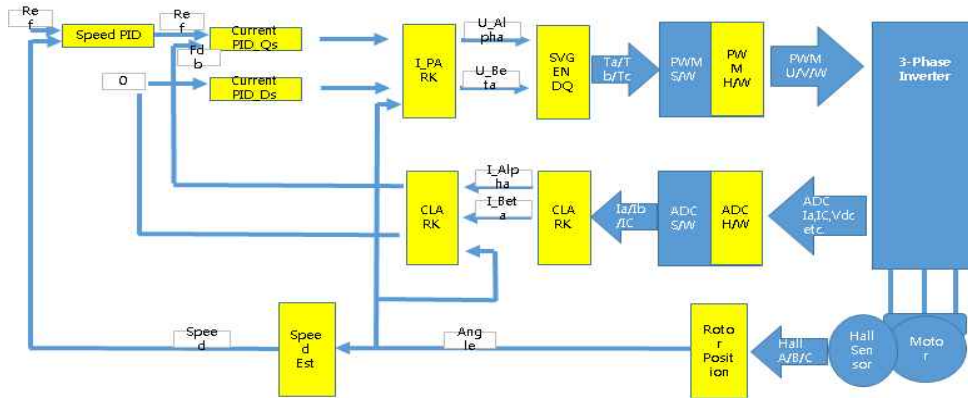 Re
f
Speed PID
Re
f
Current
PID_Qs
Fd
b
0
Current
PID_Ds
I_PA
RK
U_Al
pha
U_Be
ta
SVG
EN
DQ
Ta/T
b/Tc
PWM
S/W
PW
M
H/W
PWM
U/V/W
3-Phase
Inverter
CLA
RK
I_Alp
ha
I_Bet
a
CLA
RK
Ia/Ib
/IC
ADC
S/W
ADC
H/W
ADC
Ia,IC,Vdc
etc.
Spee
d
Spee
d
Est
Ang
le
Roto
r
Posit
ion
Hall
A/B/C
Hall
Sen
sor
Moto
r